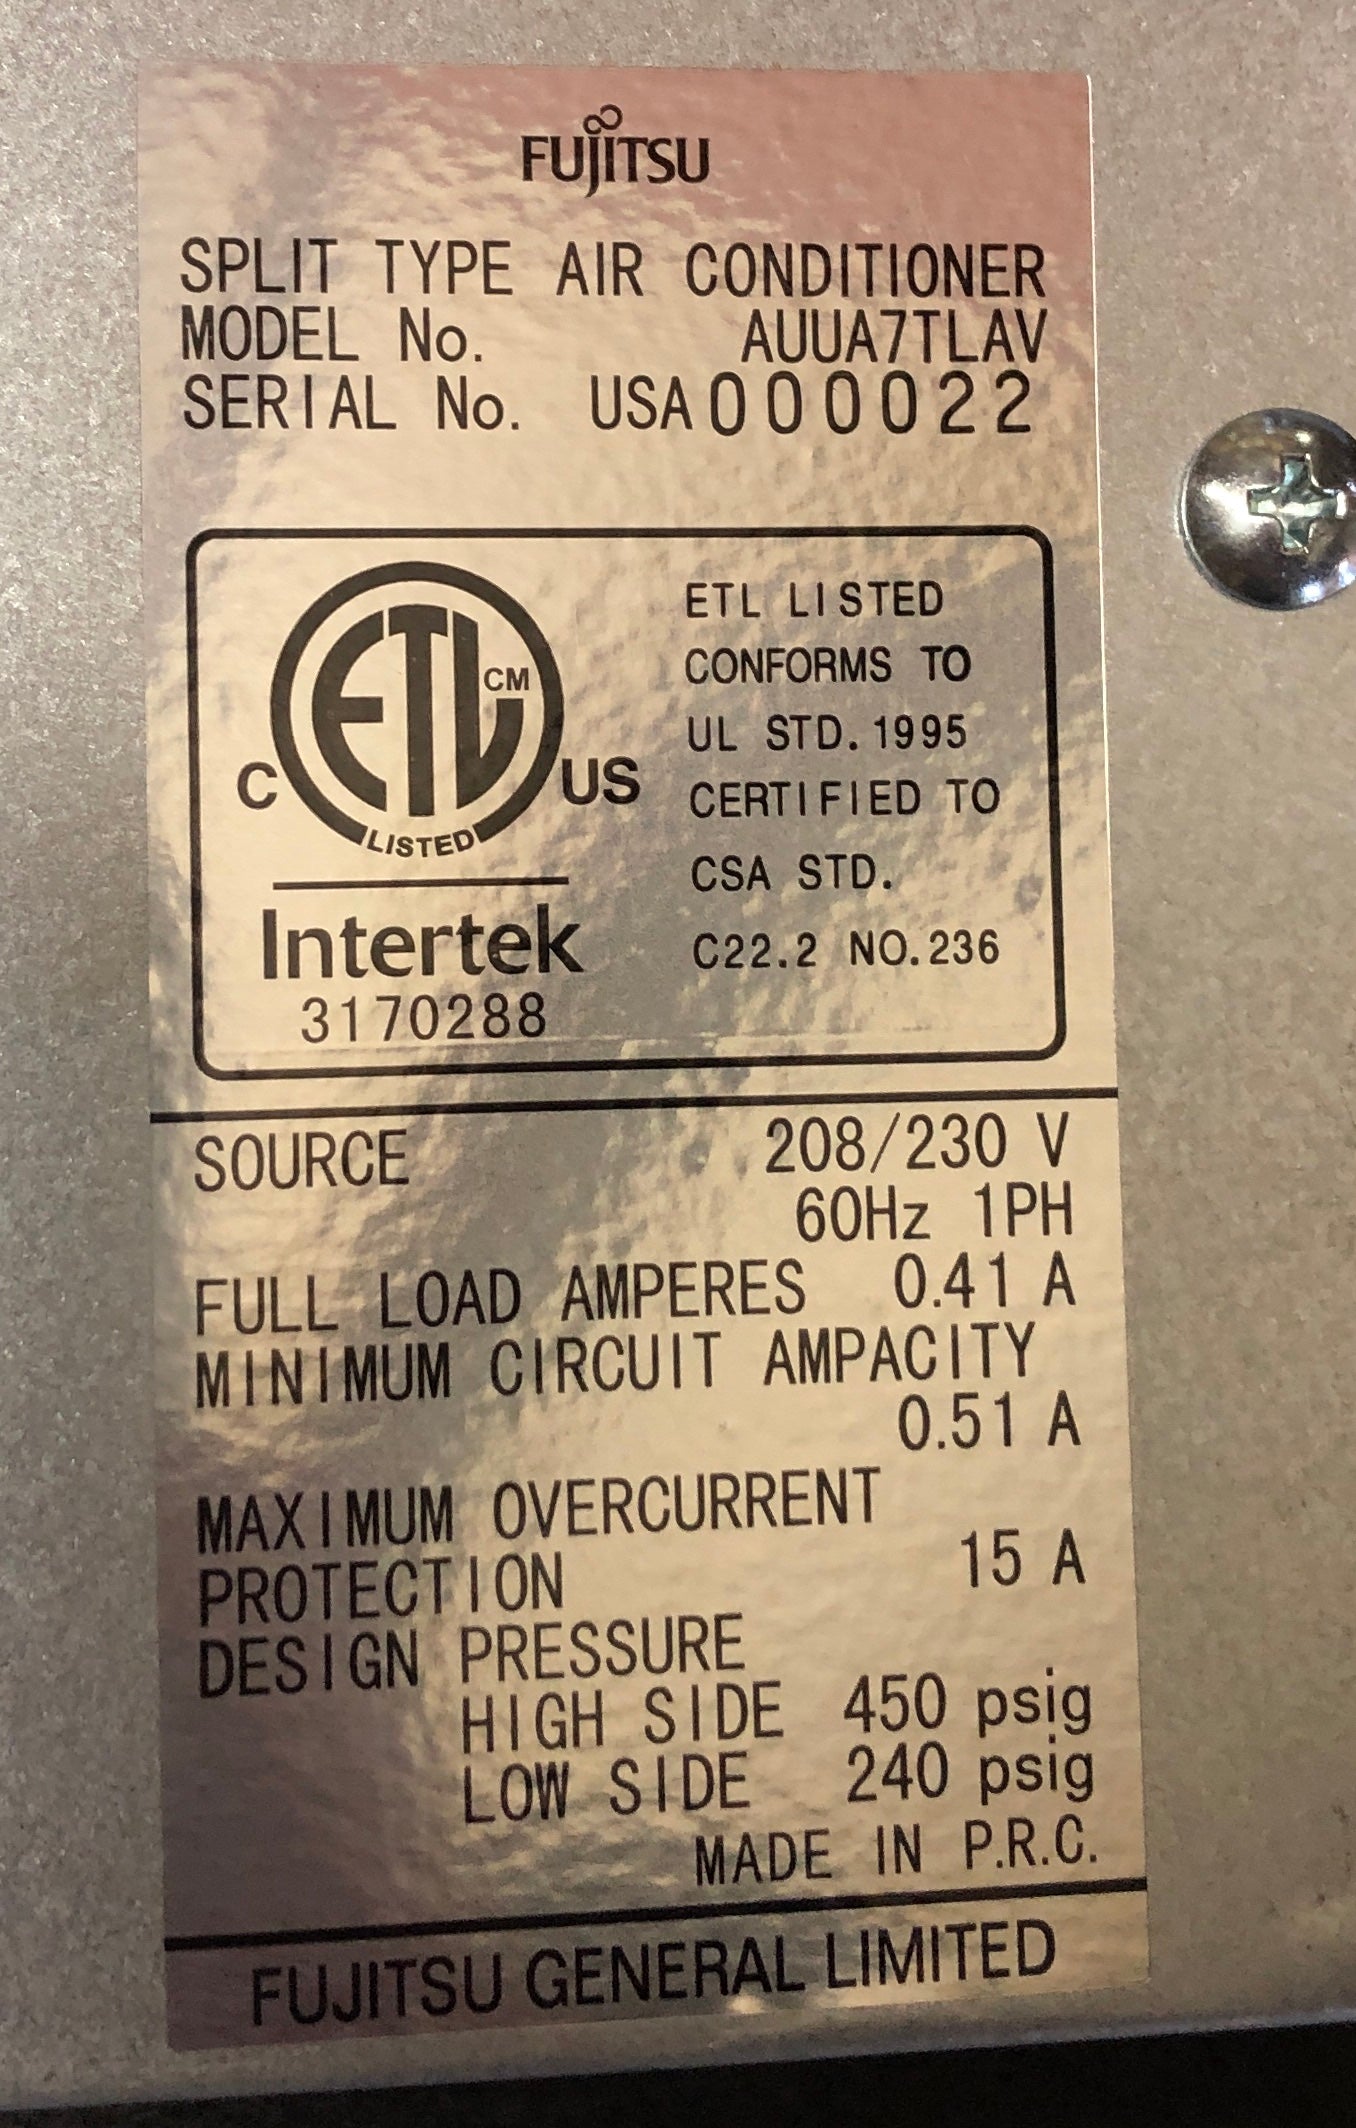 FUJITSU
SPLIT TYPE AIR CONDITIONER
MODEL No. AUUA7TLAV
SERIAL No. USA000022
ETL CM
C US
LISTED
Intertek
3170288
ETL LISTED
CONFORMS TO
UL STD. 1995
CERTIFIED TO
CSA STD.
C22.2 NO.236
SOURCE 208/230 V
60Hz 1PH
FULL LOAD AMPERES 0.41 A
MINIMUM CIRCUIT AMPACITY
0.51 A
MAXIMUM OVERCURRENT
PROTECTION 15 A
DESIGN PRESSURE
HIGH SIDE 450 psig
LOW SIDE 240 psig
MADE IN P.R.C.
FUJITSU GENERAL LIMITED